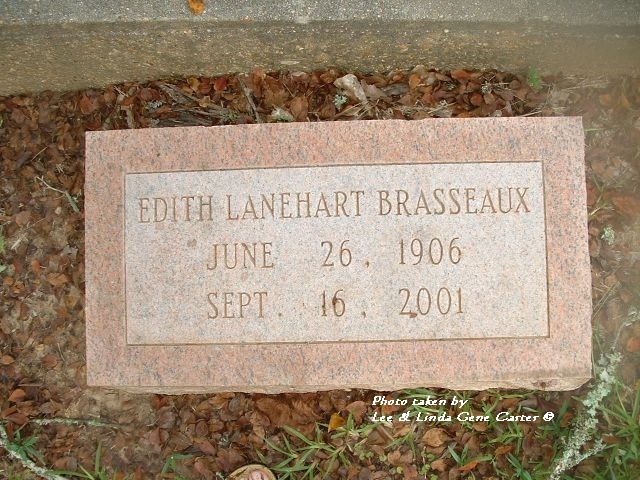 EDITH LANEHART BRASSEAUX
JUNE 26, 1906
SEPT. 16, 2001
Photo taken by
Lee & Linda Gene Carter ©